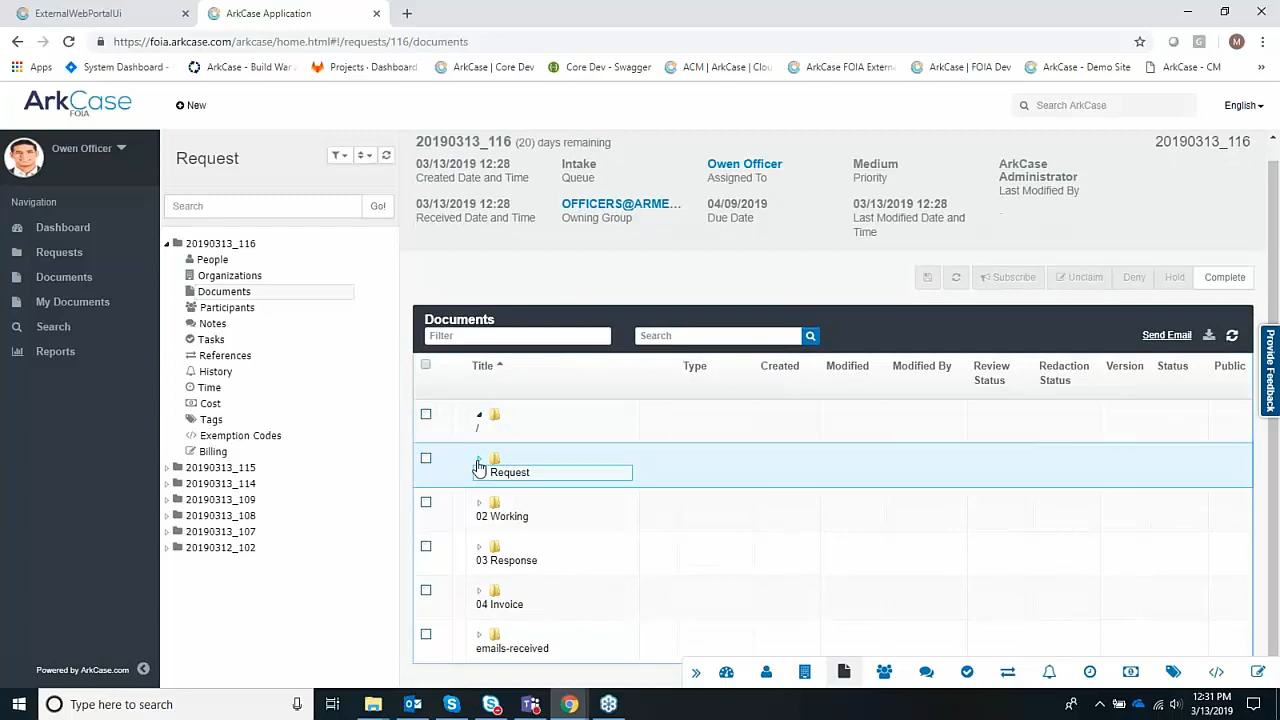 ExternalWebPortalUi
ArkCase Application
https://foia.arkcase.com/arkcase/home.html#!/requests/116/documents
Apps
System Dashboard -
ArkCase - Build War
Projects · Dashboard
ArkCase | Core Dev
Core Dev - Swagger
ACM | ArkCase | Clou
ArkCase FOIA Extern
ArkCase | FOIA Dev
ArkCase - Demo Site
ArkCase - CM
ArkCase
FOIA
New
Search ArkCase
English
Owen Officer
Navigation
Dashboard
Requests
Documents
My Documents
Search
Reports
Powered by ArkCase.com
Request
Search
Go!
20190313_116
People
Organizations
Documents
Participants
Notes
Tasks
References
History
Time
Cost
Tags
Exemption Codes
Billing
20190313_115
20190313_114
20190313_109
20190313_108
20190313_107
20190312_102
20190313_116 (20) days remaining
20190313_116
03/13/2019 12:28
Created Date and Time
Intake
Queue
Owen Officer
Assigned To
Medium
Priority
ArkCase
Administrator
Last Modified By
03/13/2019 12:28
Received Date and Time
OFFICERS@ARME...
Owning Group
04/09/2019
Due Date
03/13/2019 12:28
Last Modified Date and
Time
-
Subscribe
Unclaim
Deny
Hold
Complete
Documents
Filter
Search
Send Email
Title
Type
Created
Modified
Modified By
Review
Status
Redaction
Status
Version
Status
Public
/
Request
02 Working
03 Response
04 Invoice
emails-received
Provide Feedback
Type here to search
12:31 PM
3/13/2019